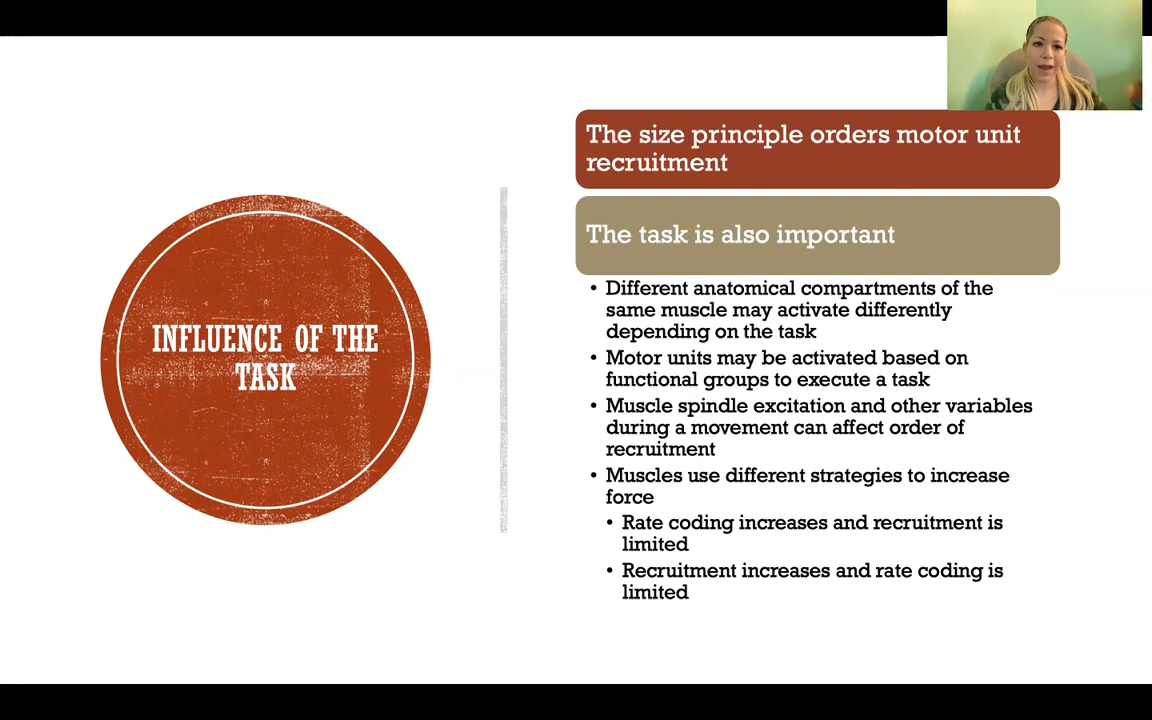 INFLUENCE OF THE
TASK
The size principle orders motor unit
recruitment
The task is also important
• Different anatomical compartments of the
same muscle may activate differently
depending on the task
• Motor units may be activated based on
functional groups to execute a task
• Muscle spindle excitation and other variables
during a movement can affect order of
recruitment
• Muscles use different strategies to increase
force
• Rate coding increases and recruitment is
limited
• Recruitment increases and rate coding is
limited